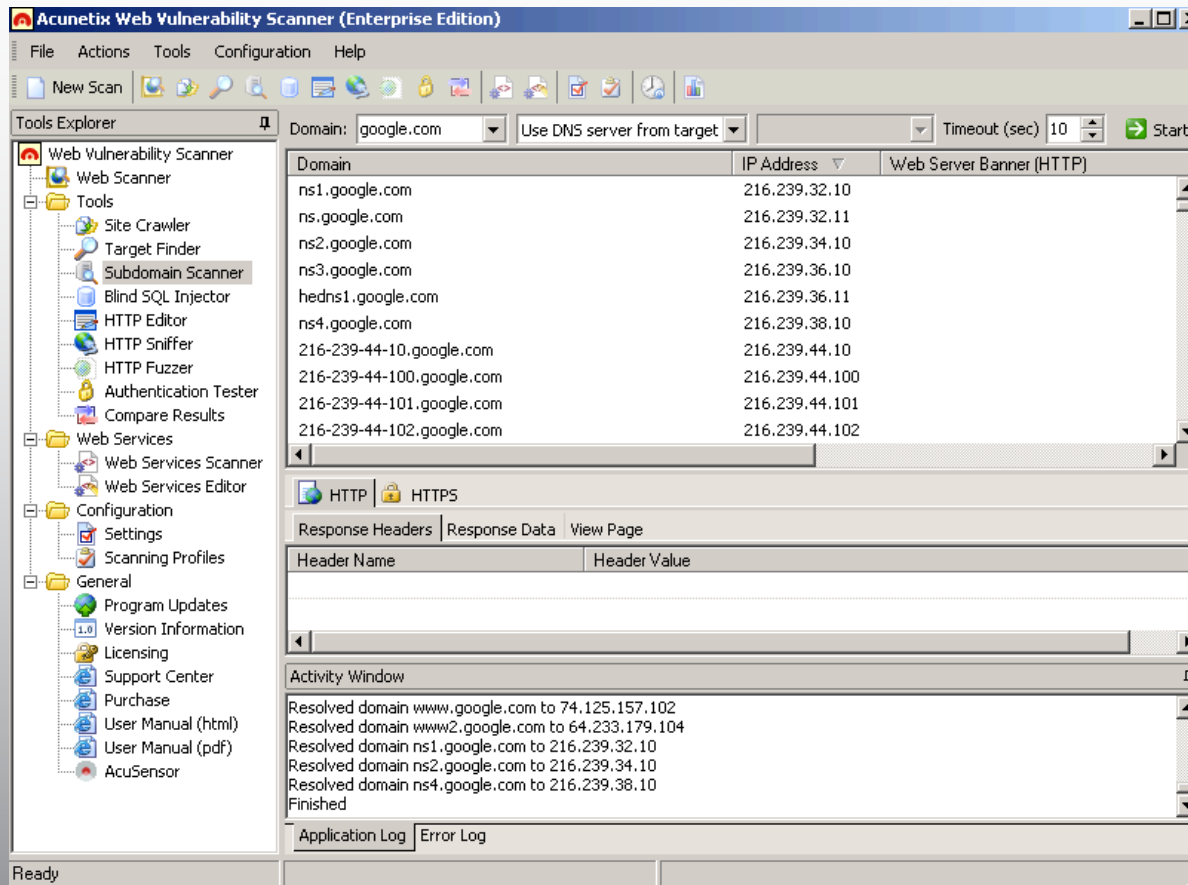 Acunetix Web Vulnerability Scanner (Enterprise Edition)
File Actions Tools Configuration Help
New Scan
Tools Explorer
Domain: google.com Use DNS server from target Timeout (sec) 10 Start
Web Vulnerability Scanner
Web Scanner
Tools
Site Crawler
Target Finder
Subdomain Scanner
Blind SQL Injector
HTTP Editor
HTTP Sniffer
HTTP Fuzzer
Authentication Tester
Compare Results
Web Services
Web Services Scanner
Web Services Editor
Configuration
Settings
Scanning Profiles
General
Program Updates
1.0 Version Information
Licensing
Support Center
Purchase
User Manual (html)
User Manual (pdf)
AcuSensor
Domain IP Address Web Server Banner (HTTP)
ns1.google.com 216.239.32.10
ns.google.com 216.239.32.11
ns2.google.com 216.239.34.10
ns3.google.com 216.239.36.10
hedns1.google.com 216.239.36.11
ns4.google.com 216.239.38.10
216-239-44-10.google.com 216.239.44.10
216-239-44-100.google.com 216.239.44.100
216-239-44-101.google.com 216.239.44.101
216-239-44-102.google.com 216.239.44.102
HTTP HTTPS
Response Headers Response Data View Page
Header Name Header Value
Activity Window
Resolved domain www.google.com to 74.125.157.102
Resolved domain www2.google.com to 64.233.179.104
Resolved domain ns1.google.com to 216.239.32.10
Resolved domain ns2.google.com to 216.239.34.10
Resolved domain ns4.google.com to 216.239.38.10
Finished
Application Log Error Log
Ready